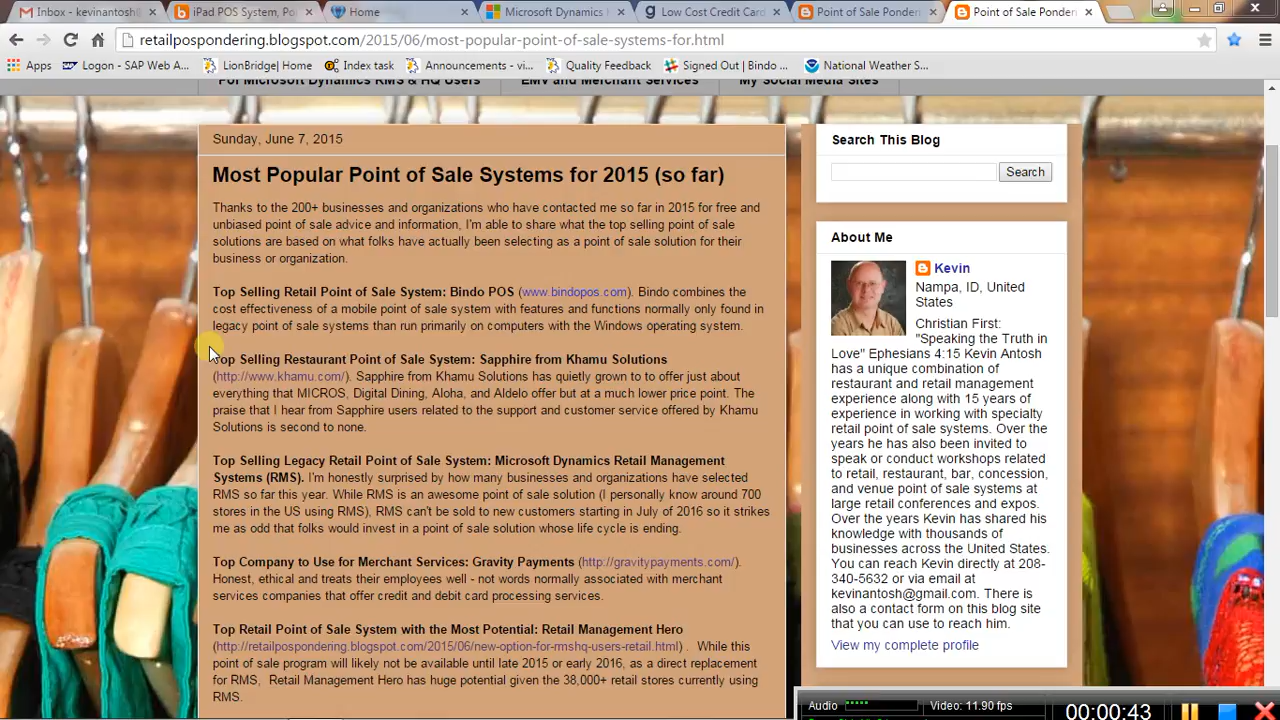 Inbox - kevinantosh
iPad POS System, Po
Home
Microsoft Dynamics
Low Cost Credit Card
Point of Sale Ponder
Point of Sale Ponder
retailpospondering.blogspot.com/2015/06/most-popular-point-of-sale-systems-for.html
Apps
Logon - SAP Web A...
LionBridge| Home
Index task
Announcements - vi...
Quality Feedback
Signed Out | Bindo ...
National Weather S...
For Microsoft Dynamics RMS & HQ Users
EMV and Merchant Services
My Social Media Sites
Sunday, June 7, 2015
Most Popular Point of Sale Systems for 2015 (so far)
Thanks to the 200+ businesses and organizations who have contacted me so far in 2015 for free and
unbiased point of sale advice and information, I'm able to share what the top selling point of sale
solutions are based on what folks have actually been selecting as a point of sale solution for their
business or organization.
Top Selling Retail Point of Sale System: Bindo POS (www.bindopos.com). Bindo combines the
cost effectiveness of a mobile point of sale system with features and functions normally only found in
legacy point of sale systems than run primarily on computers with the Windows operating system.
Top Selling Restaurant Point of Sale System: Sapphire from Khamu Solutions
(http://www.khamu.com/). Sapphire from Khamu Solutions has quietly grown to to offer just about
everything that MICROS, Digital Dining, Aloha, and Aldelo offer but at a much lower price point. The
praise that I hear from Sapphire users related to the support and customer service offered by Khamu
Solutions is second to none.
Top Selling Legacy Retail Point of Sale System: Microsoft Dynamics Retail Management
Systems (RMS). I'm honestly surprised by how many businesses and organizations have selected
RMS so far this year. While RMS is an awesome point of sale solution (I personally know around 700
stores in the US using RMS), RMS can't be sold to new customers starting in July of 2016 so it strikes
me as odd that folks would invest in a point of sale solution whose life cycle is ending.
Top Company to Use for Merchant Services: Gravity Payments (http://gravitypayments.com/).
Honest, ethical and treats their employees well - not words normally associated with merchant
services companies that offer credit and debit card processing services.
Top Retail Point of Sale System with the Most Potential: Retail Management Hero
(http://retailpospondering.blogspot.com/2015/06/new-option-for-rmshq-users-retail.html) . While this
point of sale program will likely not be available until late 2015 or early 2016, as a direct replacement
for RMS, Retail Management Hero has huge potential given the 38,000+ retail stores currently using
RMS.
Search This Blog
Search
About Me
Kevin
Nampa, ID, United
States
Christian First:
"Speaking the Truth in
Love" Ephesians 4:15 Kevin Antosh
has a unique combination of
restaurant and retail management
experience along with 15 years of
experience in working with specialty
retail point of sale systems. Over the
years he has also been invited to
speak or conduct workshops related
to retail, restaurant, bar, concession,
and venue point of sale systems at
large retail conferences and expos.
Over the years Kevin has shared his
knowledge with thousands of
businesses across the United States.
You can reach Kevin directly at 208-
340-5632 or via email at
kevinantosh@gmail.com. There is
also a contact form on this blog site
that you can use to reach him.
View my complete profile
Audio
Video: 11.90 fps
00:00:43